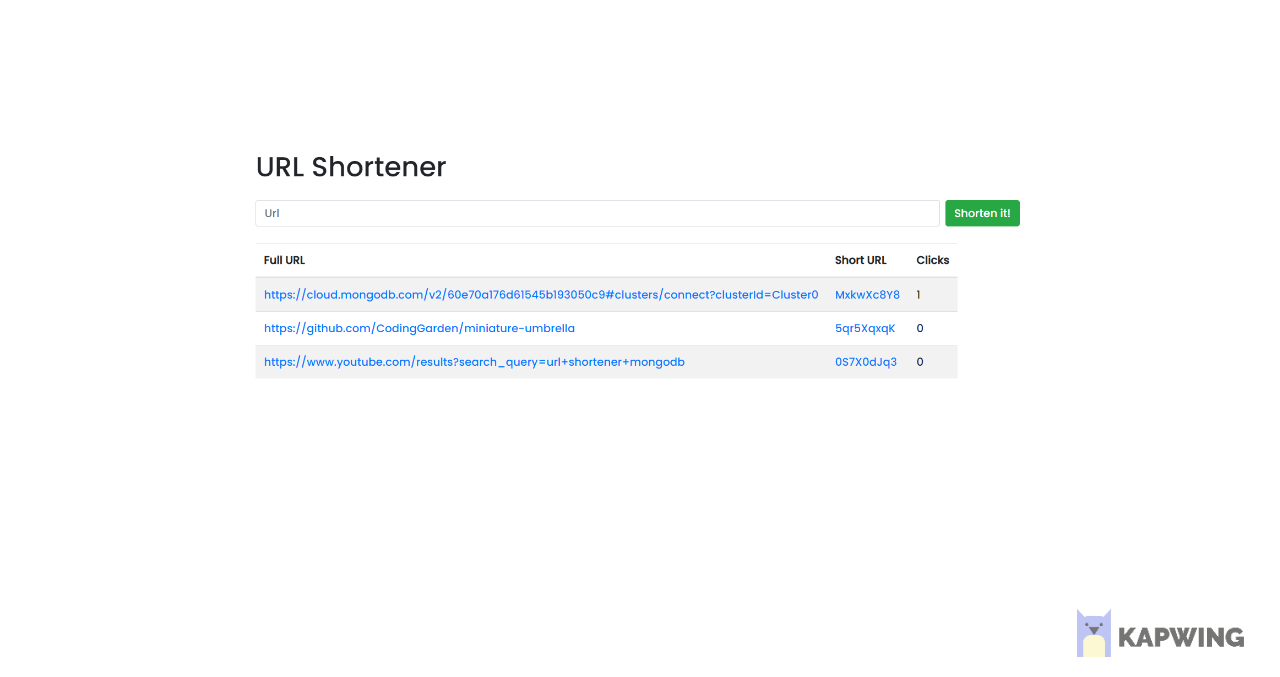 URL Shortener
Url
Shorten it!
Full URL Short URL Clicks
https://cloud.mongodb.com/v2/60e70a176d61545b193050c9#clusters/connect?clusterId=Cluster0 MxkwXc8Y8 1
https://github.com/CodingGarden/miniature-umbrella 5qr5XqxqK 0
https://www.youtube.com/results?search_query=url+shortener+mongodb 0S7X0dJq3 0
KAPWING